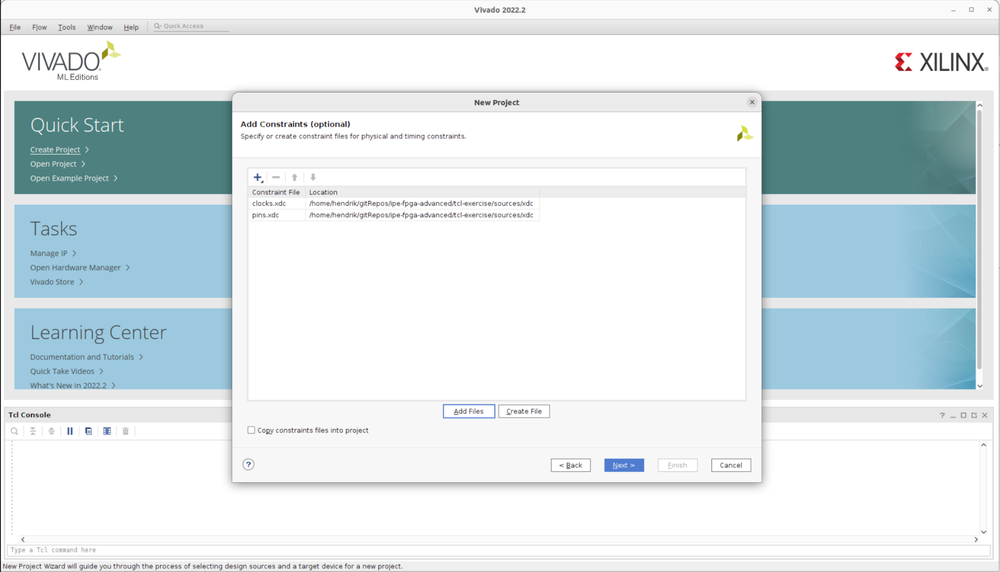 Vivado 2022.2
File Flow Tools Window Help Quick Access
VIVADO.
ML Editions
XILINX®
Quick Start
Create Project
Open Project
Open Example Project
Tasks
Manage IP
Open Hardware Manager
Vivado Store
Learning Center
Documentation and Tutorials
Quick Take Videos
What's New in 2022.2
New Project
Add Constraints (optional)
Specify or create constraint files for physical and timing constraints.
Constraint File Location
clocks.xdc /home/hendrik/gitRepos/ipe-fpga-advanced/tcl-exercise/sources/xdc
pins.xdc /home/hendrik/gitRepos/ipe-fpga-advanced/tcl-exercise/sources/xdc
Add Files Create File
Copy constraints files into project
? < Back Next > Finish Cancel
Tcl Console ?
Type a Tcl command here
New Project Wizard will guide you through the process of selecting design sources and a target device for a new project.